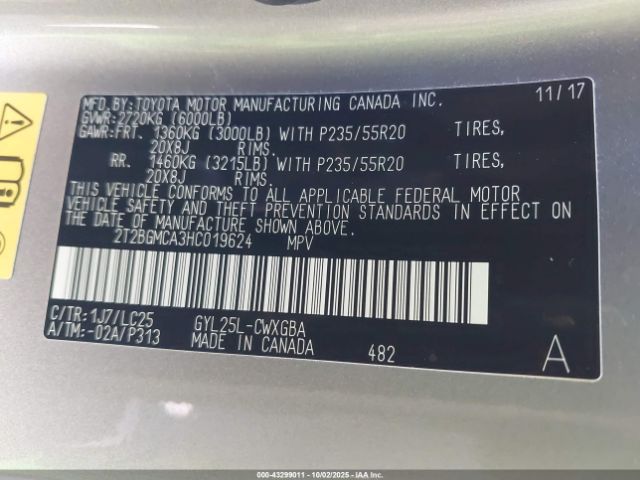 MFD.BY:TOYOTA MOTOR MANUFACTURING CANADA INC. 11/17
GVWR:2720KG (6000LB)
GAWR:FRT. 1360KG (3000LB) WITH P235/55R20 TIRES,
20X8J RIMS.
RR. 1460KG (3215LB) WITH P235/55R20 TIRES,
20X8J RIMS.
THIS VEHICLE CONFORMS TO ALL APPLICABLE FEDERAL MOTOR
VEHICLE SAFETY AND THEFT PREVENTION STANDARDS IN EFFECT ON
THE DATE OF MANUFACTURE SHOWN ABOVE.
2T2BGMCA3HC019624 MPV
C/TR:1J7/LC25 GYL25L-CWXGBA
A/TM:-02A/P313 MADE IN CANADA 482 A
000-43299011 - 10/02/2025 - © IAA Holdings, LLC